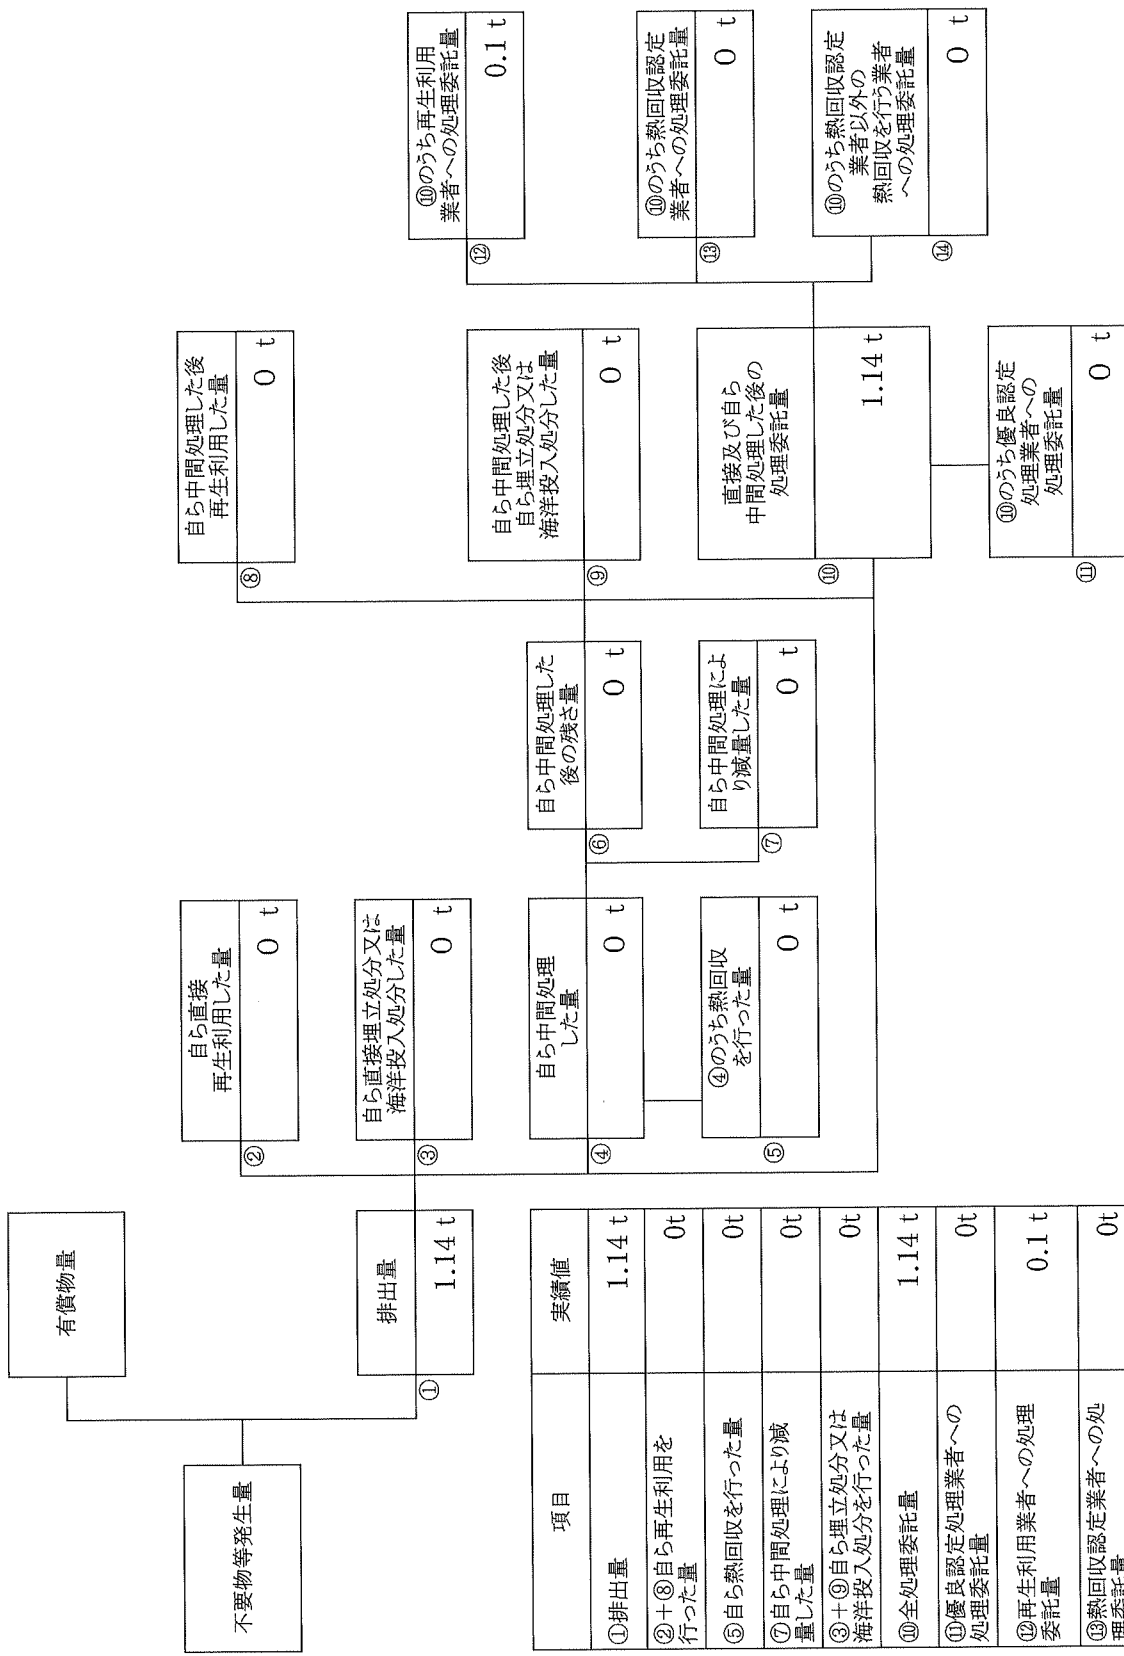 不要物等発生量
有償物量
排出量
①
1.14 t
自ら直接
再生利用した量
②
0 t
自ら直接埋立処分又は
海洋投入処分した量
③
0 t
自ら中間処理
した量
④
0 t
④のうち熱回収
を行った量
⑤
0 t
自ら中間処理した
後の残さ量
⑥
0 t
自ら中間処理によ
り減量した量
⑦
0 t
自ら中間処理した後
再生利用した量
⑧
0 t
自ら中間処理した後
自ら埋立処分又は
海洋投入処分した量
⑨
0 t
直接及び自ら
中間処理した後の
処理委託量
⑩
1.14 t
⑩のうち優良認定
処理業者への
処理委託量
⑪
0 t
⑩のうち再生利用
業者への処理委託量
⑫
0.1 t
⑩のうち熱回収認定
業者への処理委託量
⑬
0 t
⑩のうち熱回収認定
業者以外の
熱回収を行う業者
への処理委託量
⑭
0 t
項目 実績値
①排出量 1.14 t
②+⑧自ら再生利用を
行った量 0t
⑤自ら熱回収を行った量 0t
⑦自ら中間処理により減
量した量 0t
③+⑨自ら埋立処分又は
海洋投入処分を行った量 0t
⑩全処理委託量 1.14 t
⑪優良認定処理業者への
処理委託量 0t
⑫再生利用業者への処理
委託量 0.1 t
⑬熱回収認定業者への処
理委託量 0t